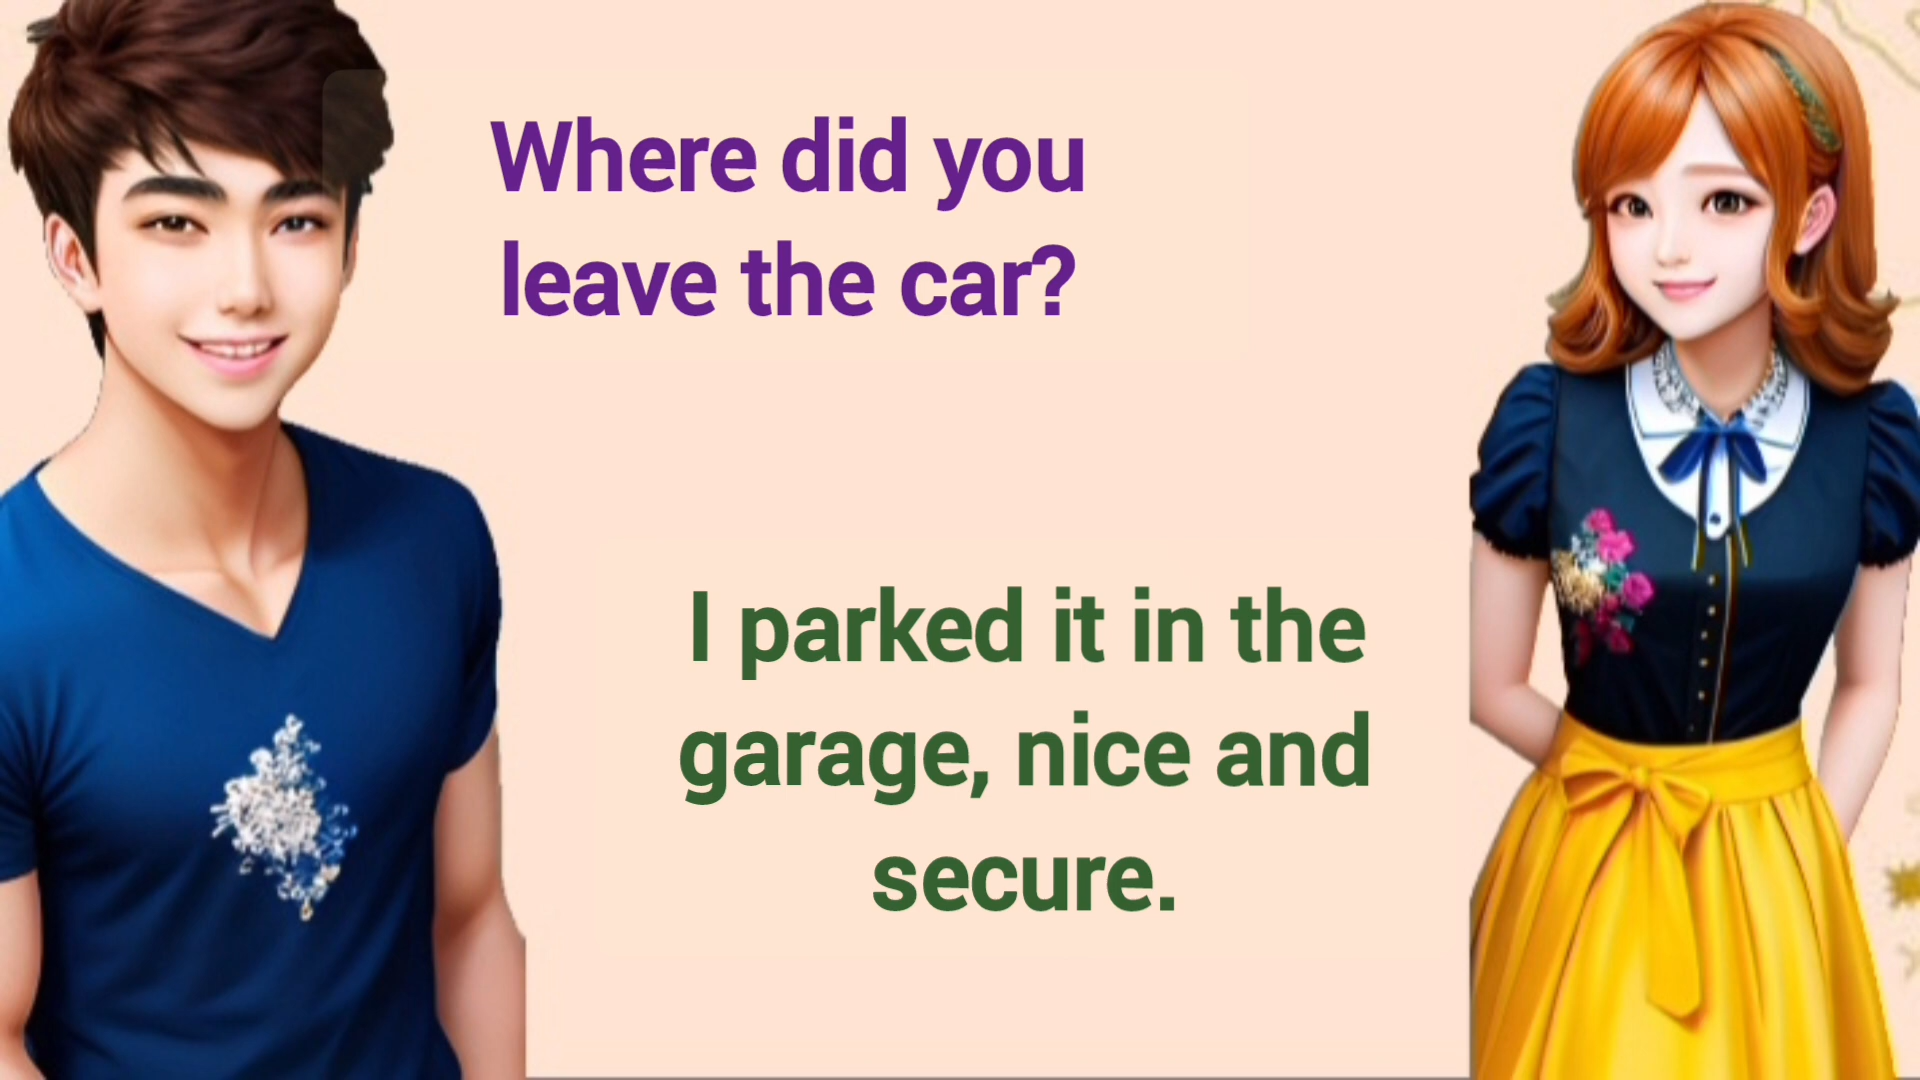 Where did you
leave the car?
I parked it in the
garage, nice and
secure.